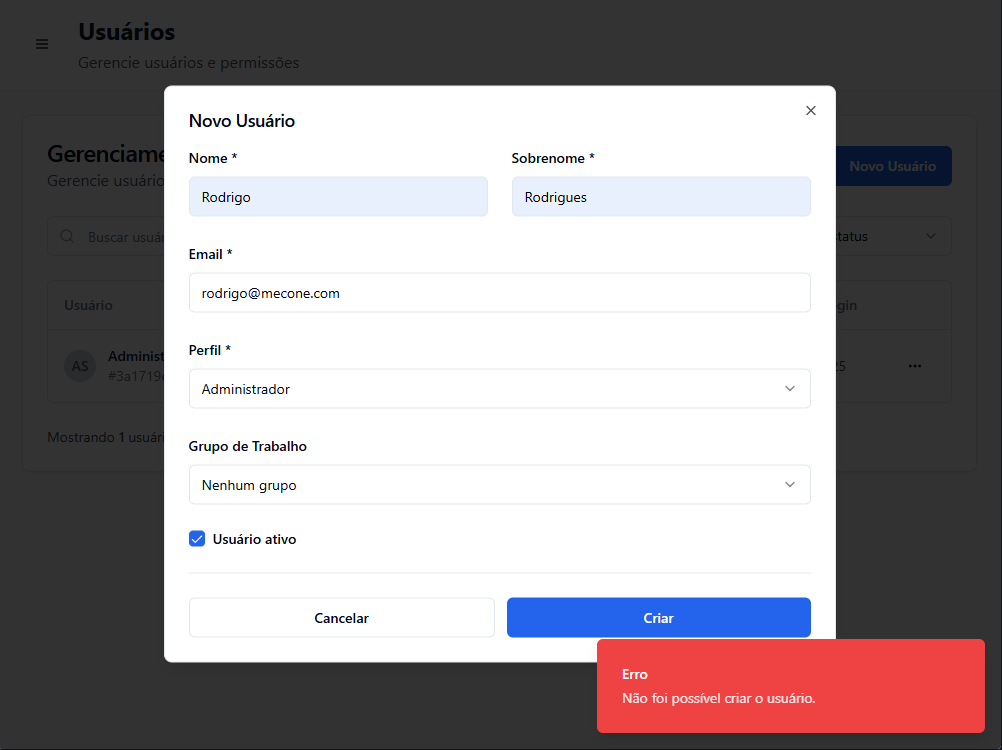 Usuários
Gerencie usuários e permissões
Novo Usuário
Nome *
Sobrenome *
Rodrigo
Rodrigues
Email *
rodrigo@mecone.com
Perfil *
Administrador
Grupo de Trabalho
Nenhum grupo
Usuário ativo
Cancelar
Criar
Erro
Não foi possível criar o usuário.
Gerenciame
Gerencie usuário
Novo Usuário
Buscar usuá
tatus
Usuário
gin
AS
Administ
#3a1719
25
Mostrando 1 usuári